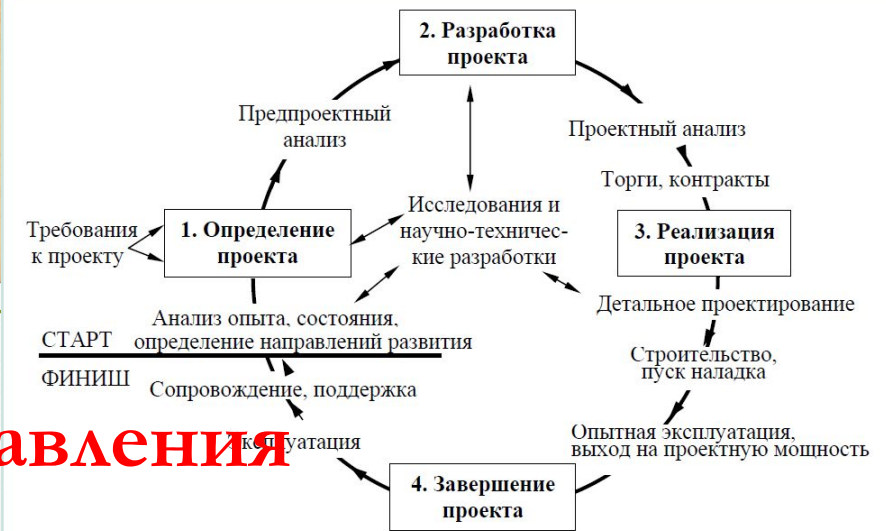 2. Разработка
проекта
Предпроектный
анализ
Проектный анализ
Торги, контракты
Требования
к проекту
1. Определение
проекта
Исследования и
научно-техничес-
кие разработки
3. Реализация
проекта
Детальное проектирование
Анализ опыта, состояния,
определение направлений развития
СТАРТ
ФИНИШ
Строительство,
пуск наладка
Сопровождение, поддержка
авления
Эксплуатация
Опытная эксплуатация,
выход на проектную мощность
4. Завершение
проекта